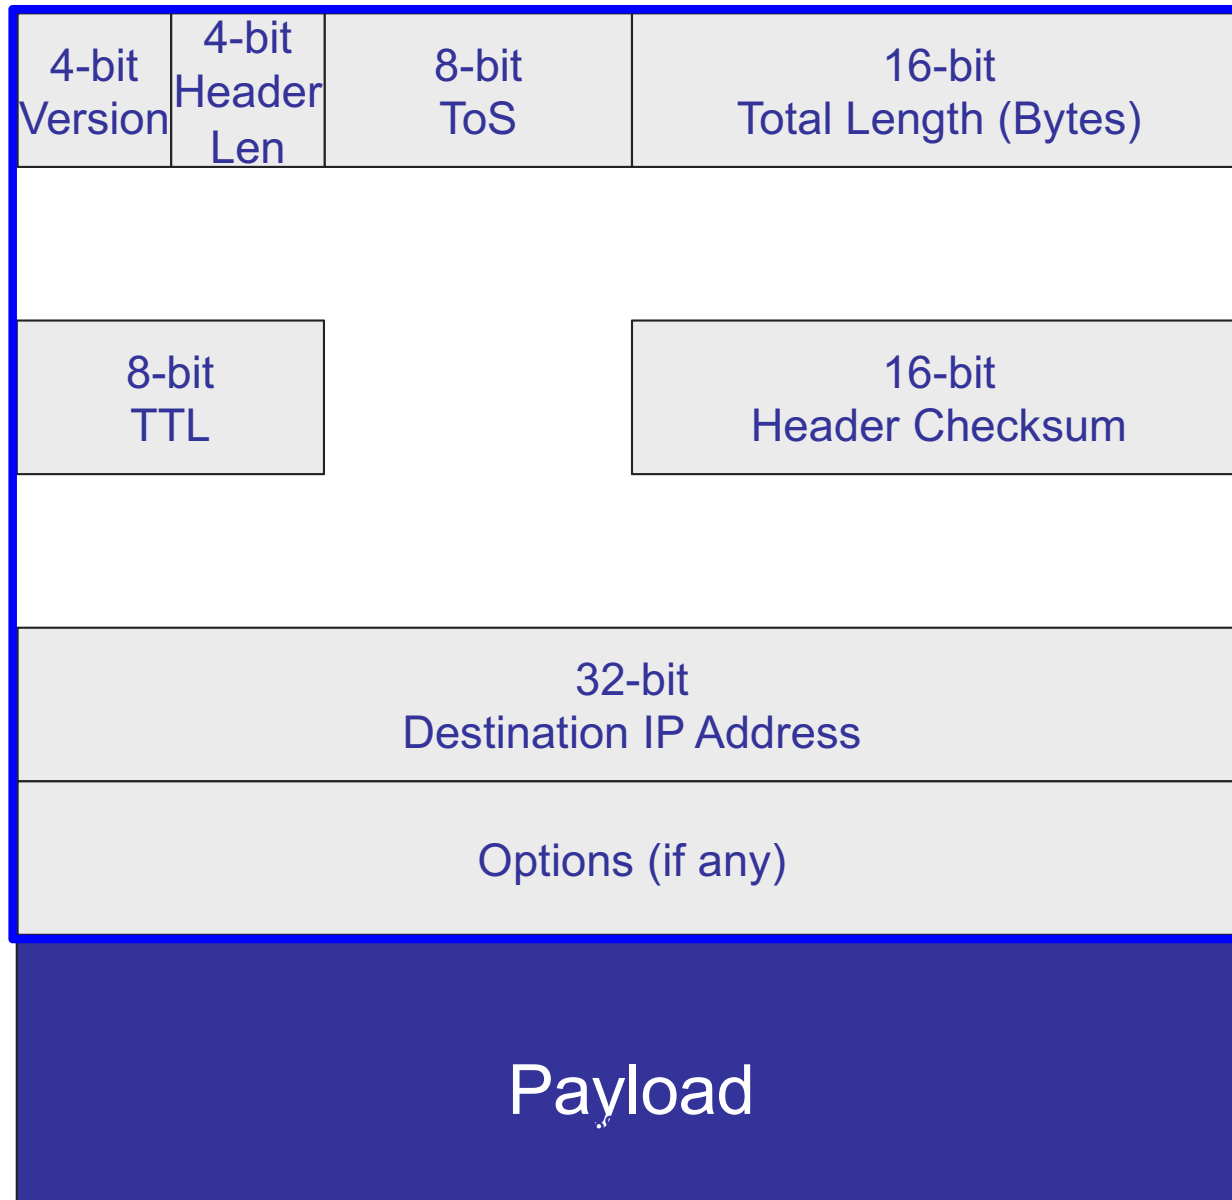 4-bit
Version
4-bit
Header
Len
8-bit
ToS
16-bit
Total Length (Bytes)
8-bit
TTL
16-bit
Header Checksum
32-bit
Destination IP Address
Options (if any)
Payload